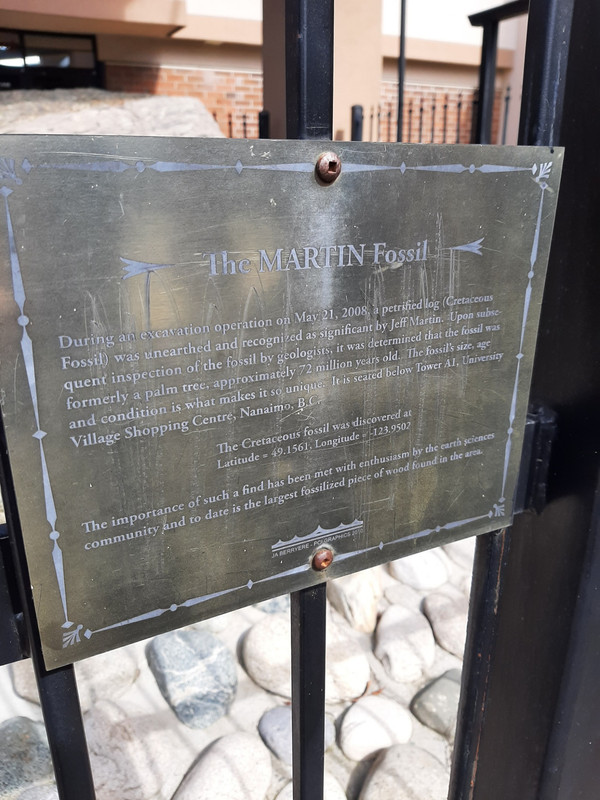 The MARTIN Fossil
During an excavation operation on May 21, 2008, a petrified log (Cretaceous
Fossil) was unearthed and recognized as significant by Jeff Martin. Upon subse-
quent inspection of the fossil by geologists, it was determined that the fossil was
formerly a palm tree, approximately 72 million years old. The fossil's size, age
and condition is what makes it so unique. It is seated below Tower A1, University
Village Shopping Centre, Nanaimo, B.C.
The Cretaceous fossil was discovered at
Latitude = 49.1561, Longitude = -123.9502
The importance of such a find has been met with enthusiasm by the earth sciences
community and to date is the largest fossilized piece of wood found in the area.
JA BERRYERE -